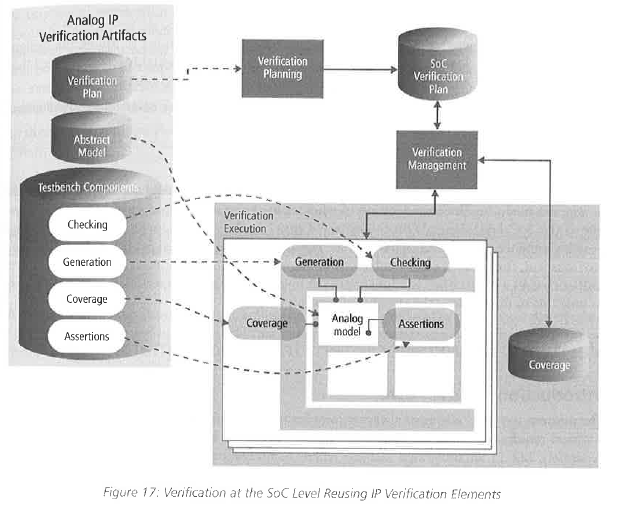 Analog IP
Verification Artifacts
Verification
Plan
Abstract
Model
Testbench Components
Checking
Generation
Coverage
Assertions
Verification
Planning
SoC
Verification
Plan
Verification
Management
Verification
Execution
Generation
Checking
Coverage
Analog
model
Assertions
Coverage
Figure 17: Verification at the SoC Level Reusing IP Verification Elements